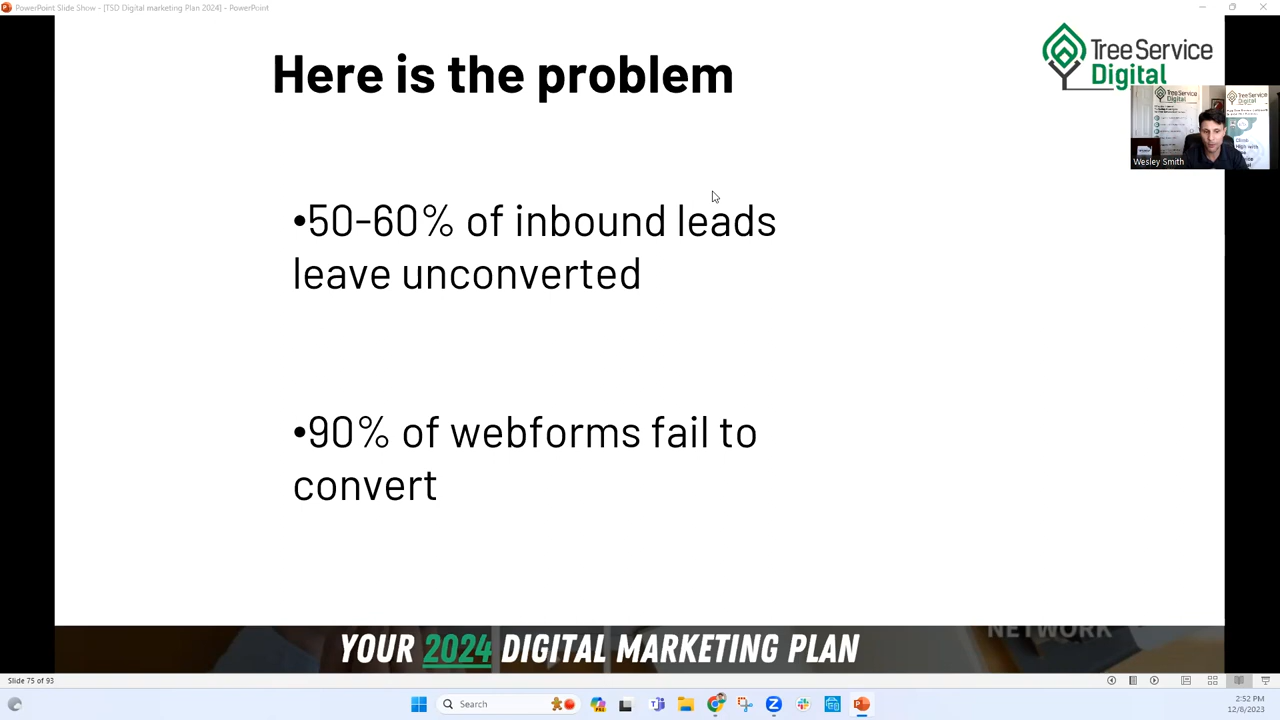 PowerPoint Slide Show - [TSD Digital marketing Plan 2024] - PowerPoint
Here is the problem
Tree Service
Digital
Wesley Smith
•50-60% of inbound leads
leave unconverted
•90% of webforms fail to
convert
NETWORK
YOUR 2024 DIGITAL MARKETING PLAN
Slide 75 of 93
Search
2:52 PM
12/8/2023